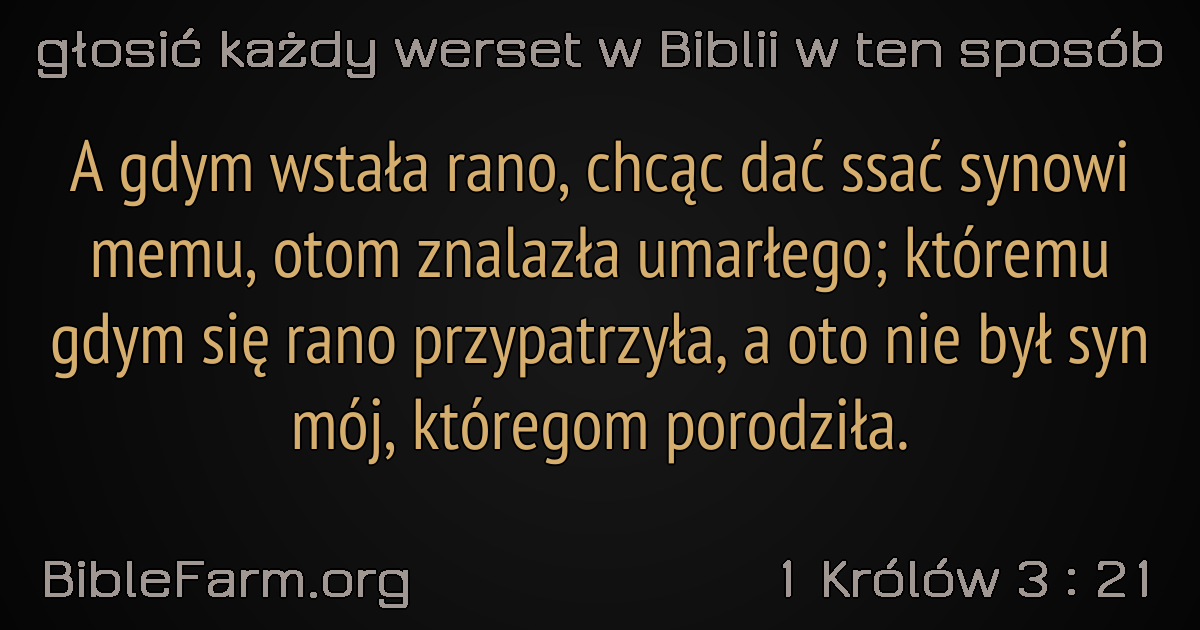 głosić każdy werset w Biblii w ten sposób
A gdym wstała rano, chcąc dać ssać synowi
memu, otom znalazła umarłego; któremu
gdym się rano przypatrzyła, a oto nie był syn
mój, któregom porodziła.
BibleFarm.org
1 Królów 3 : 21